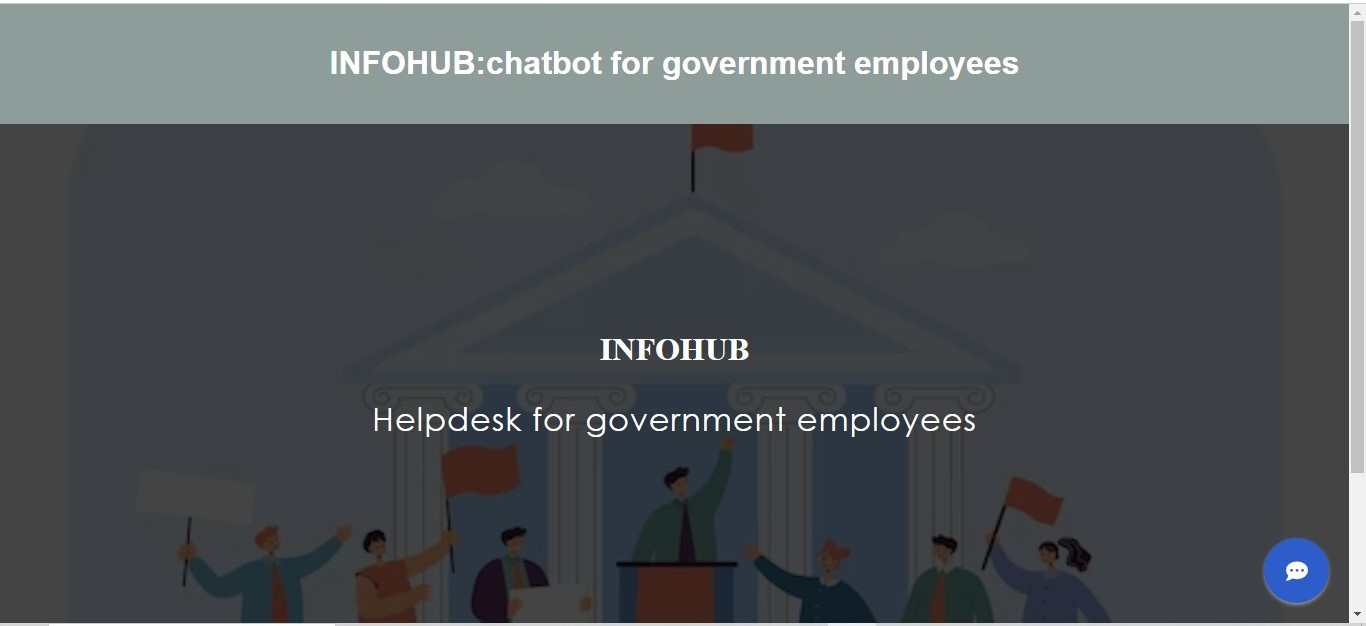 INFOHUB:chatbot for government employees
INFOHUB
Helpdesk for government employees